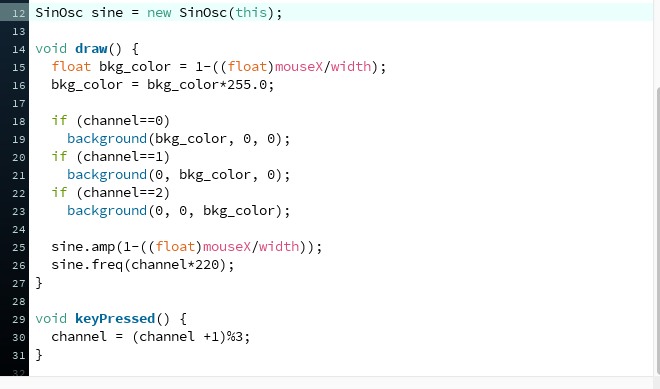 12 SinOsc sine = new SinOsc(this);
13
14 void draw() {
15   float bkg_color = 1-((float)mouseX/width);
16   bkg_color = bkg_color*255.0;
17
18   if (channel==0)
19     background(bkg_color, 0, 0);
20   if (channel==1)
21     background(0, bkg_color, 0);
22   if (channel==2)
23     background(0, 0, bkg_color);
24
25   sine.amp(1-((float)mouseX/width));
26   sine.freq(channel*220);
27 }
28
29 void keyPressed() {
30   channel = (channel +1)%3;
31 }
32